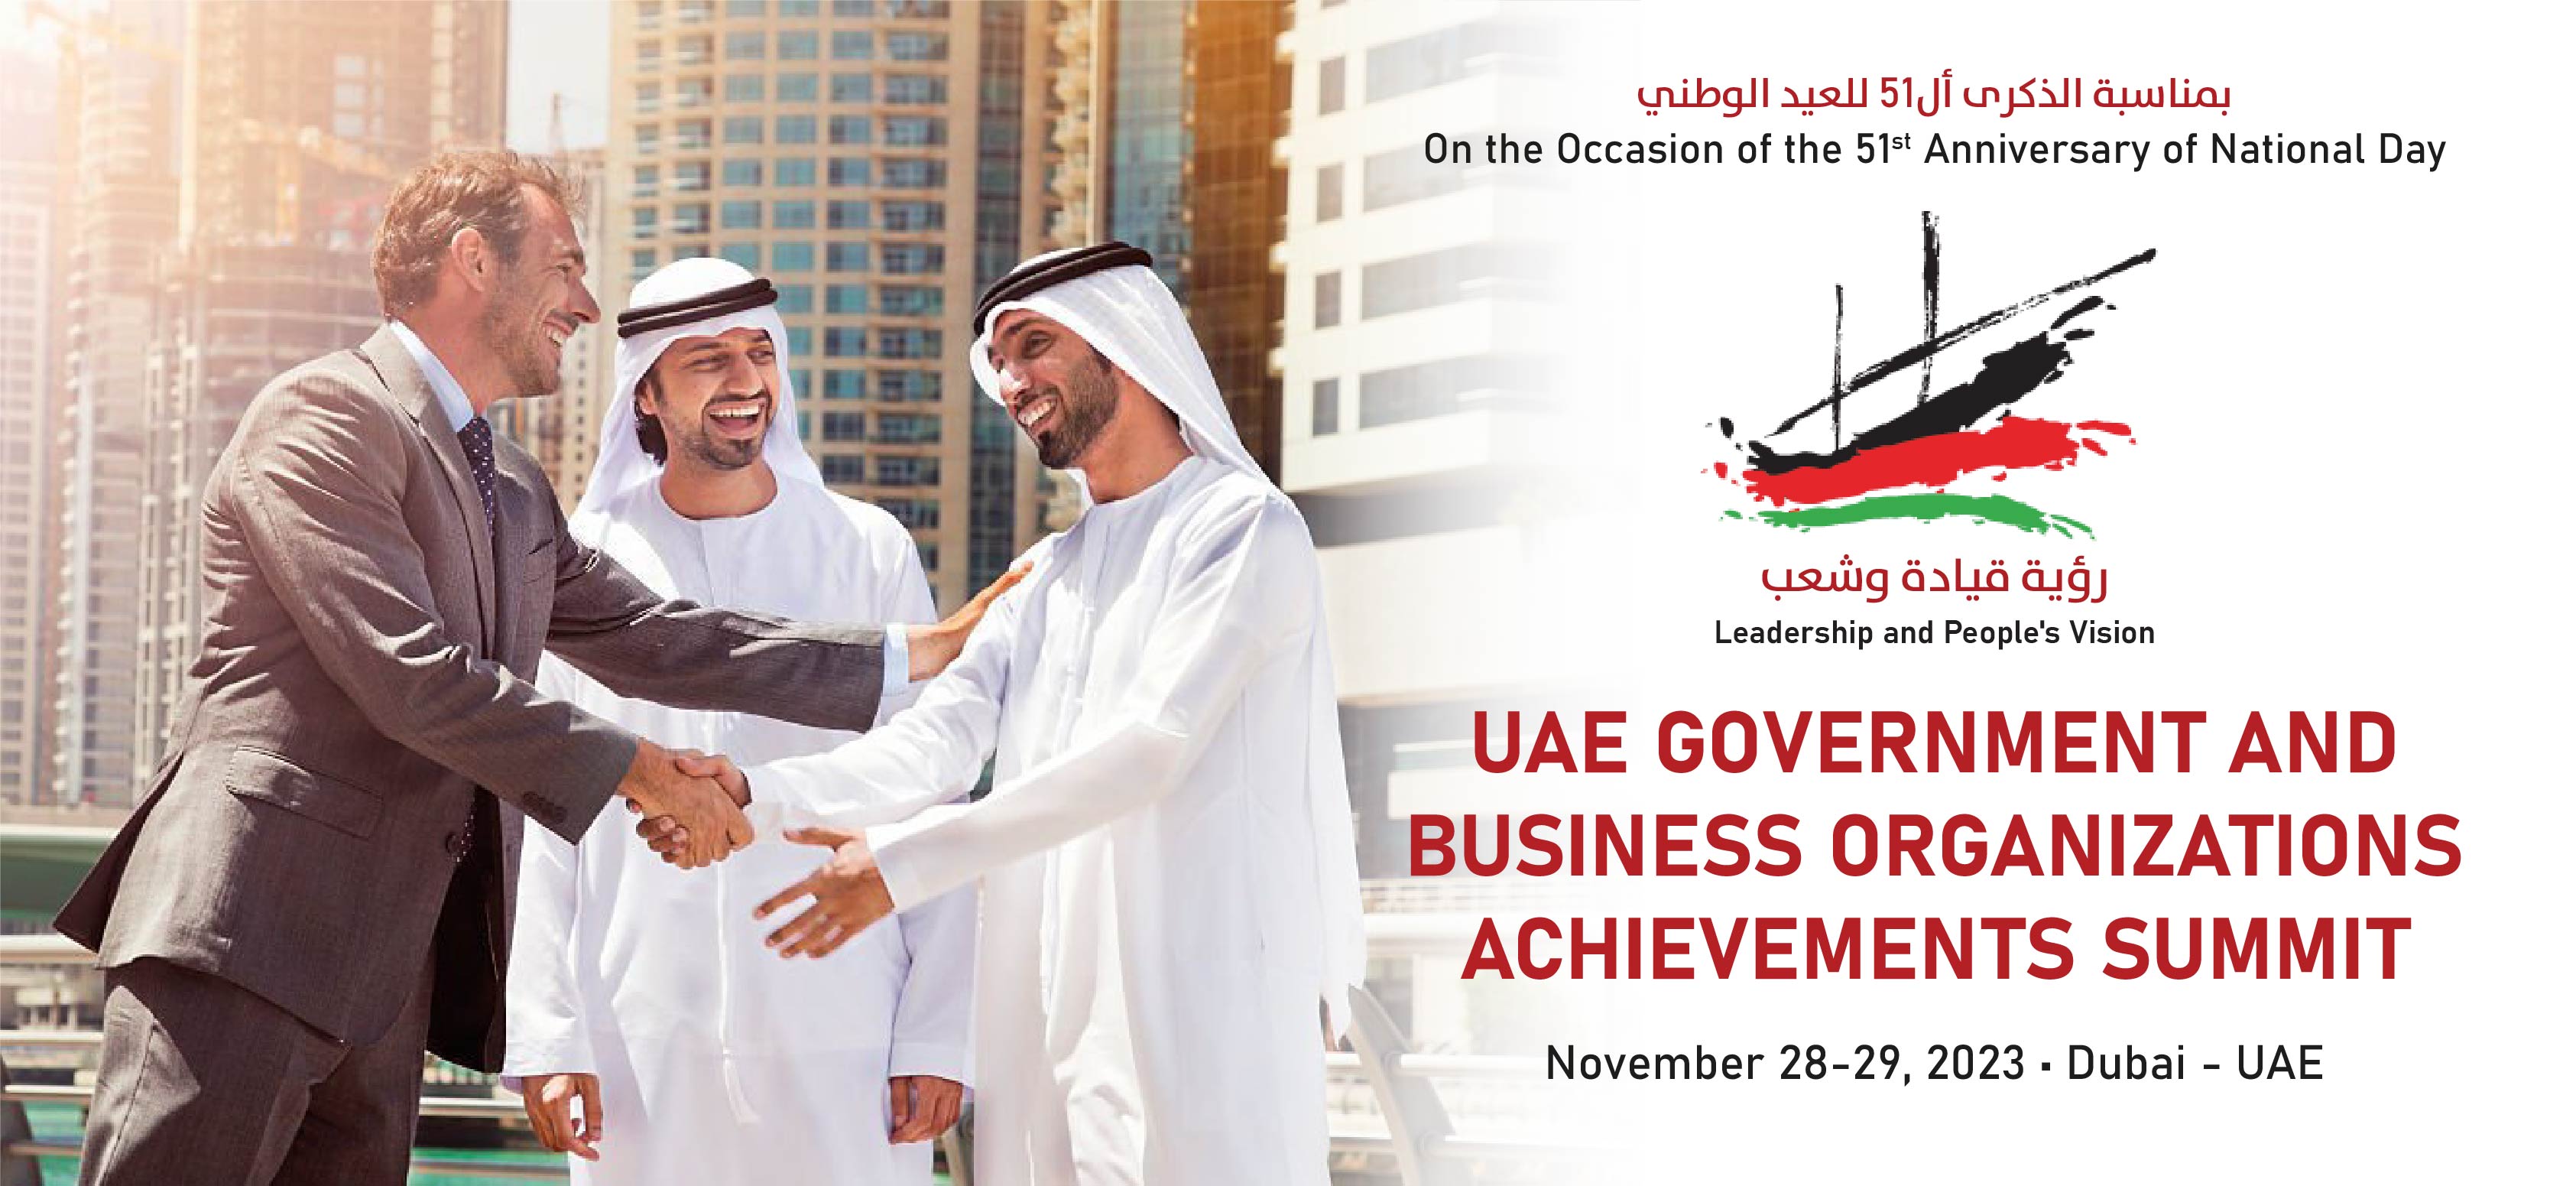 بمناسبة الذكرى أل51 للعيد الوطني
On the Occasion of the 51st Anniversary of National Day
رؤية قيادة وشعب
Leadership and People's Vision
UAE GOVERNMENT AND
BUSINESS ORGANIZATIONS
ACHIEVEMENTS SUMMIT
November 28-29, 2023 ▪ Dubai - UAE